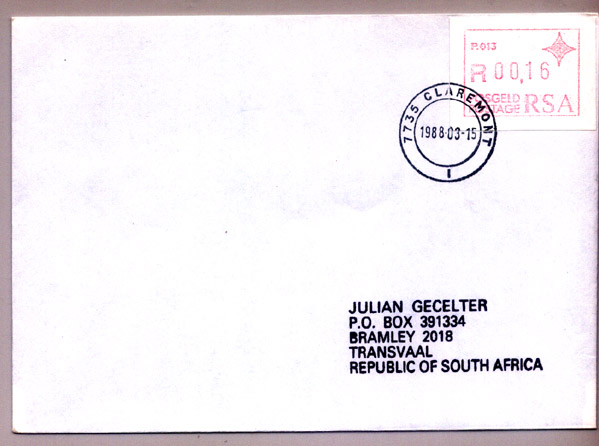 P.013
R 00,16
POSGELD
POSTAGE RSA
7735 CLAREMONT
1988-03-15
1
JULIAN GECELTER
P.O. BOX 391334
BRAMLEY 2018
TRANSVAAL
REPUBLIC OF SOUTH AFRICA